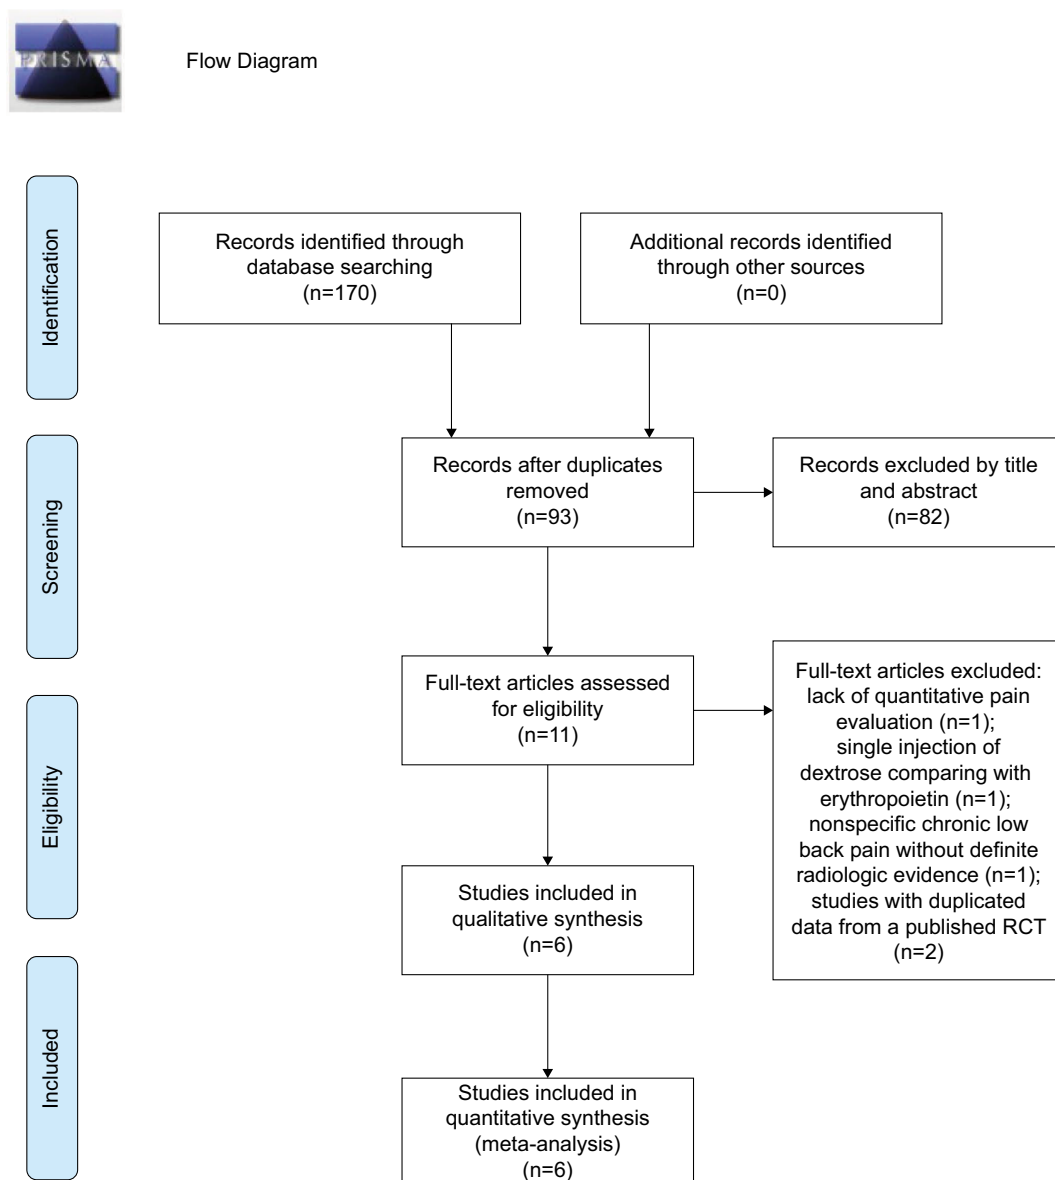 PRISMA
Flow Diagram
Identification
Records identified through
database searching
(n=170)
Additional records identified
through other sources
(n=0)
Screening
Records after duplicates
removed
(n=93)
Records excluded by title
and abstract
(n=82)
Eligibility
Full-text articles assessed
for eligibility
(n=11)
Full-text articles excluded:
lack of quantitative pain
evaluation (n=1);
single injection of
dextrose comparing with
erythropoietin (n=1);
nonspecific chronic low
back pain without definite
radiologic evidence (n=1);
studies with duplicated
data from a published RCT
(n=2)
Studies included in
qualitative synthesis
(n=6)
Included
Studies included in
quantitative synthesis
(meta-analysis)
(n=6)